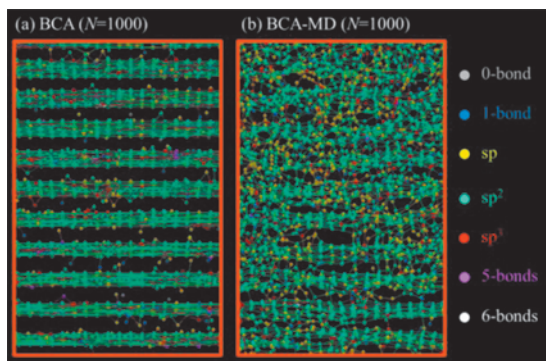 (a) BCA (N=1000)
(b) BCA-MD (N=1000)
0-bond
1-bond
sp
sp²
sp³
5-bonds
6-bonds